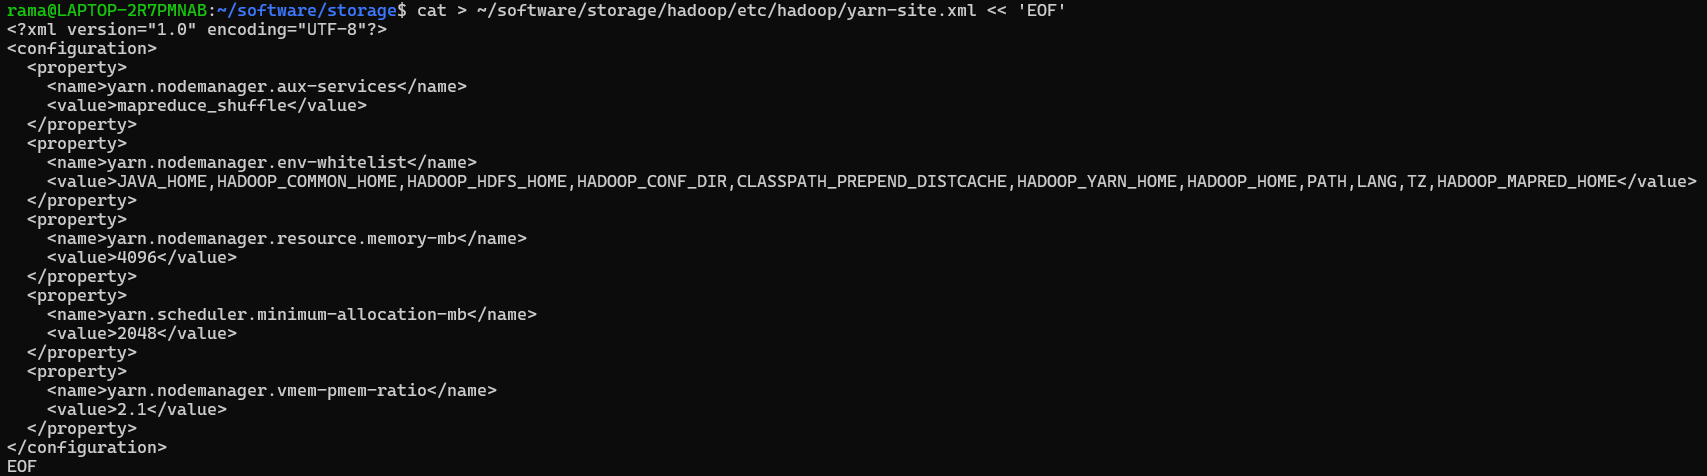 rama@LAPTOP-2R7PMNAB:~/software/storage$ cat > ~/software/storage/hadoop/etc/hadoop/yarn-site.xml << 'EOF'
<?xml version="1.0" encoding="UTF-8"?>
<configuration>
  <property>
    <name>yarn.nodemanager.aux-services</name>
    <value>mapreduce_shuffle</value>
  </property>
  <property>
    <name>yarn.nodemanager.env-whitelist</name>
    <value>JAVA_HOME,HADOOP_COMMON_HOME,HADOOP_HDFS_HOME,HADOOP_CONF_DIR,CLASSPATH_PREPEND_DISTCACHE,HADOOP_YARN_HOME,HADOOP_HOME,PATH,LANG,TZ,HADOOP_MAPRED_HOME</value>
  </property>
  <property>
    <name>yarn.nodemanager.resource.memory-mb</name>
    <value>4096</value>
  </property>
  <property>
    <name>yarn.scheduler.minimum-allocation-mb</name>
    <value>2048</value>
  </property>
  <property>
    <name>yarn.nodemanager.vmem-pmem-ratio</name>
    <value>2.1</value>
  </property>
</configuration>
EOF